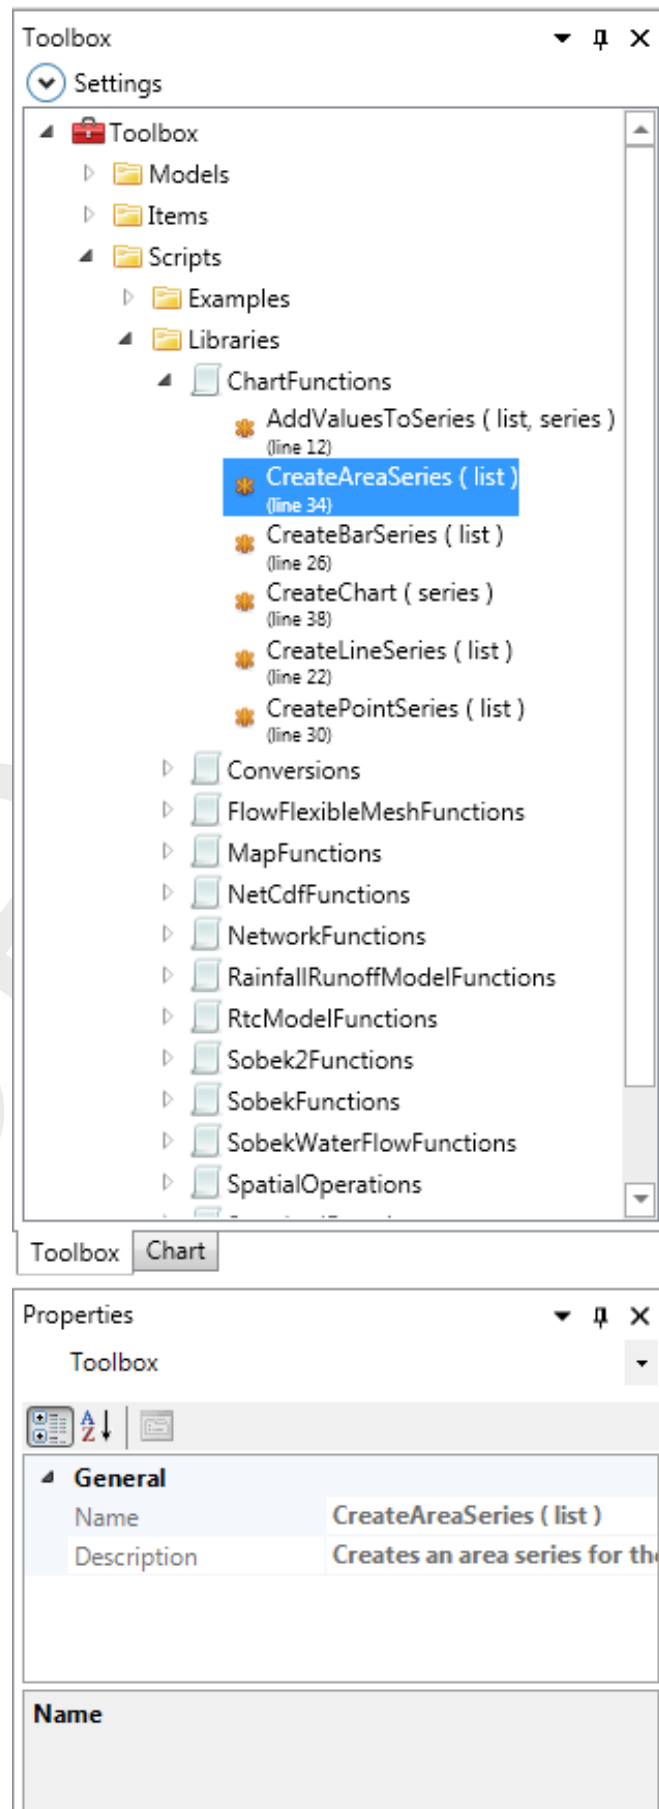 Toolbox
Settings
Toolbox
Models
Items
Scripts
Examples
Libraries
ChartFunctions
AddValuesToSeries ( list, series )
(line 12)
CreateAreaSeries ( list )
(line 34)
CreateBarSeries ( list )
(line 26)
CreateChart ( series )
(line 38)
CreateLineSeries ( list )
(line 22)
CreatePointSeries ( list )
(line 30)
Conversions
FlowFlexibleMeshFunctions
MapFunctions
NetCdfFunctions
NetworkFunctions
RainfallRunoffModelFunctions
RtcModelFunctions
Sobek2Functions
SobekFunctions
SobekWaterFlowFunctions
SpatialOperations
Toolbox Chart
Properties
Toolbox
General
Name CreateAreaSeries ( list )
Description Creates an area series for the
Name